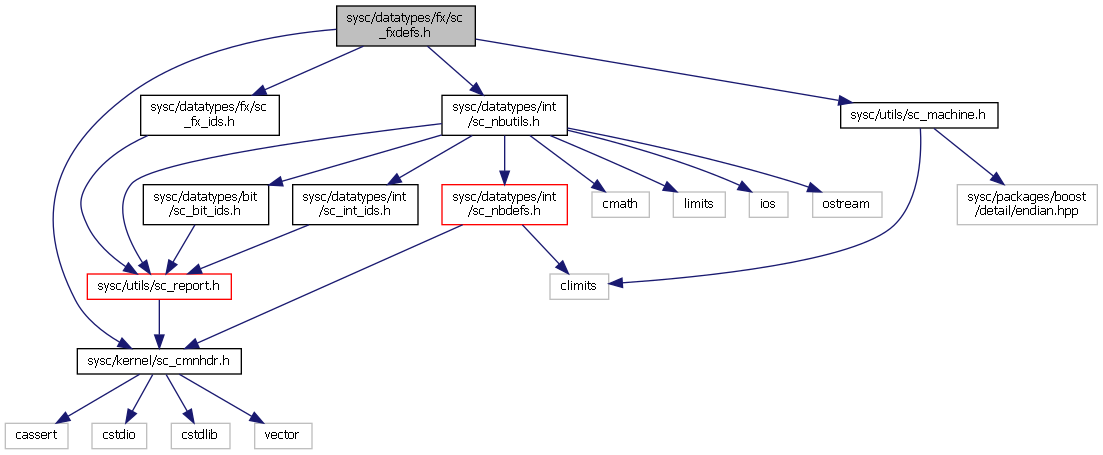 sysc/datatypes/fx/sc
_fxdefs.h
sysc/datatypes/fx/sc
_fx_ids.h
sysc/datatypes/int
/sc_nbutils.h
sysc/utils/sc_machine.h
sysc/datatypes/bit
/sc_bit_ids.h
sysc/datatypes/int
/sc_int_ids.h
sysc/datatypes/int
/sc_nbdefs.h
cmath
limits
ios
ostream
sysc/packages/boost
/detail/endian.hpp
sysc/utils/sc_report.h
climits
sysc/kernel/sc_cmnhdr.h
cassert
cstdio
cstdlib
vector